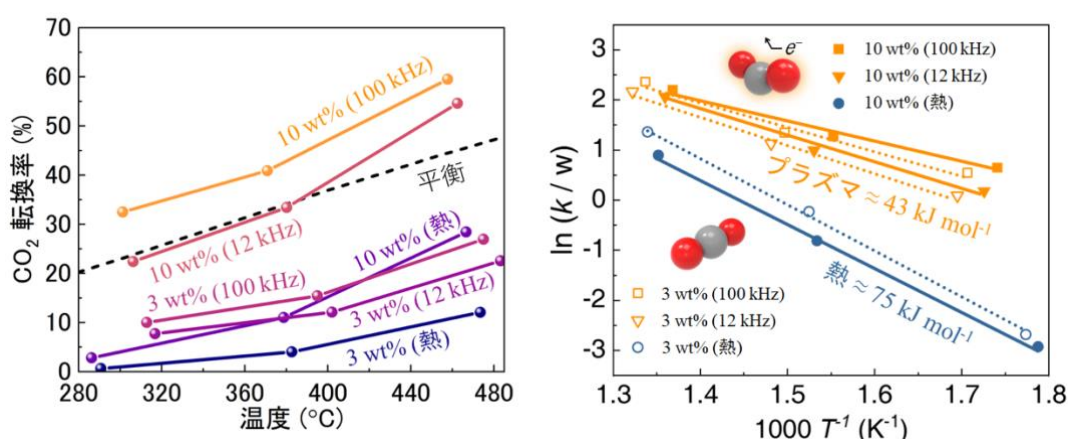 70
60
50
40
30
20
10
0
CO2 転換率 (%)
10 wt% (100 kHz)
平衡
10 wt% (12 kHz)
10 wt% (熱)
3 wt% (100 kHz)
3 wt% (12 kHz)
3 wt% (熱)
280 320 360 400 440 480
温度 (°C)
3
2
1
0
-1
-2
-3
ln (k / w)
e⁻
10 wt% (100 kHz)
10 wt% (12 kHz)
10 wt% (熱)
プラズマ ≈ 43 kJ mol⁻¹
熱 ≈ 75 kJ mol⁻¹
3 wt% (100 kHz)
3 wt% (12 kHz)
3 wt% (熱)
1.3 1.4 1.5 1.6 1.7 1.8
1000 T⁻¹ (K⁻¹)